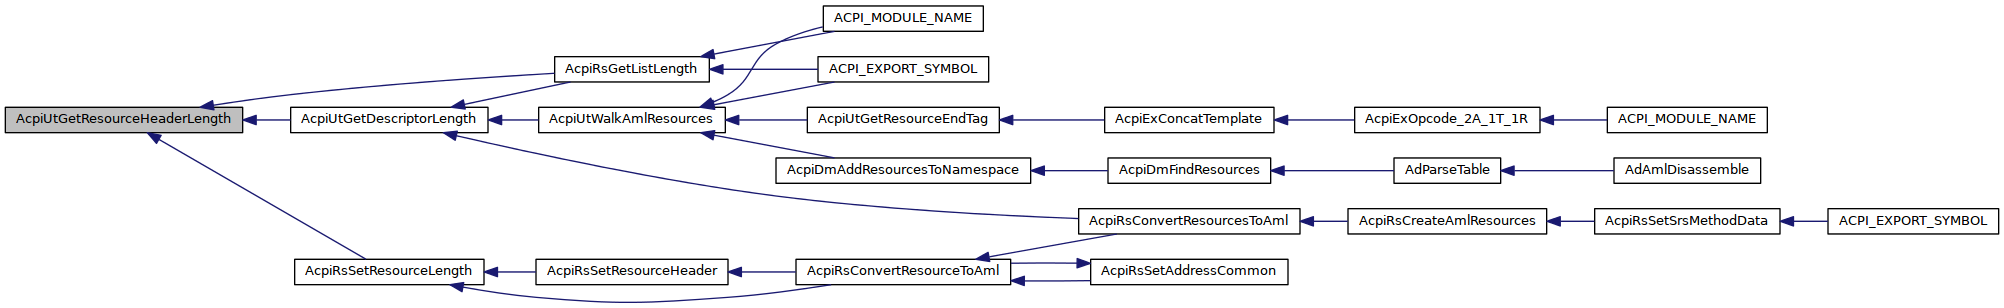 ACPI_MODULE_NAME
AcpiRsGetListLength
ACPI_EXPORT_SYMBOL
AcpiUtGetResourceHeaderLength
AcpiUtGetDescriptorLength
AcpiUtWalkAmlResources
AcpiUtGetResourceEndTag
AcpiExConcatTemplate
AcpiExOpcode_2A_1T_1R
ACPI_MODULE_NAME
AcpiDmAddResourcesToNamespace
AcpiDmFindResources
AdParseTable
AdAmlDisassemble
AcpiRsConvertResourcesToAml
AcpiRsCreateAmlResources
AcpiRsSetSrsMethodData
ACPI_EXPORT_SYMBOL
AcpiRsSetResourceLength
AcpiRsSetResourceHeader
AcpiRsConvertResourceToAml
AcpiRsSetAddressCommon